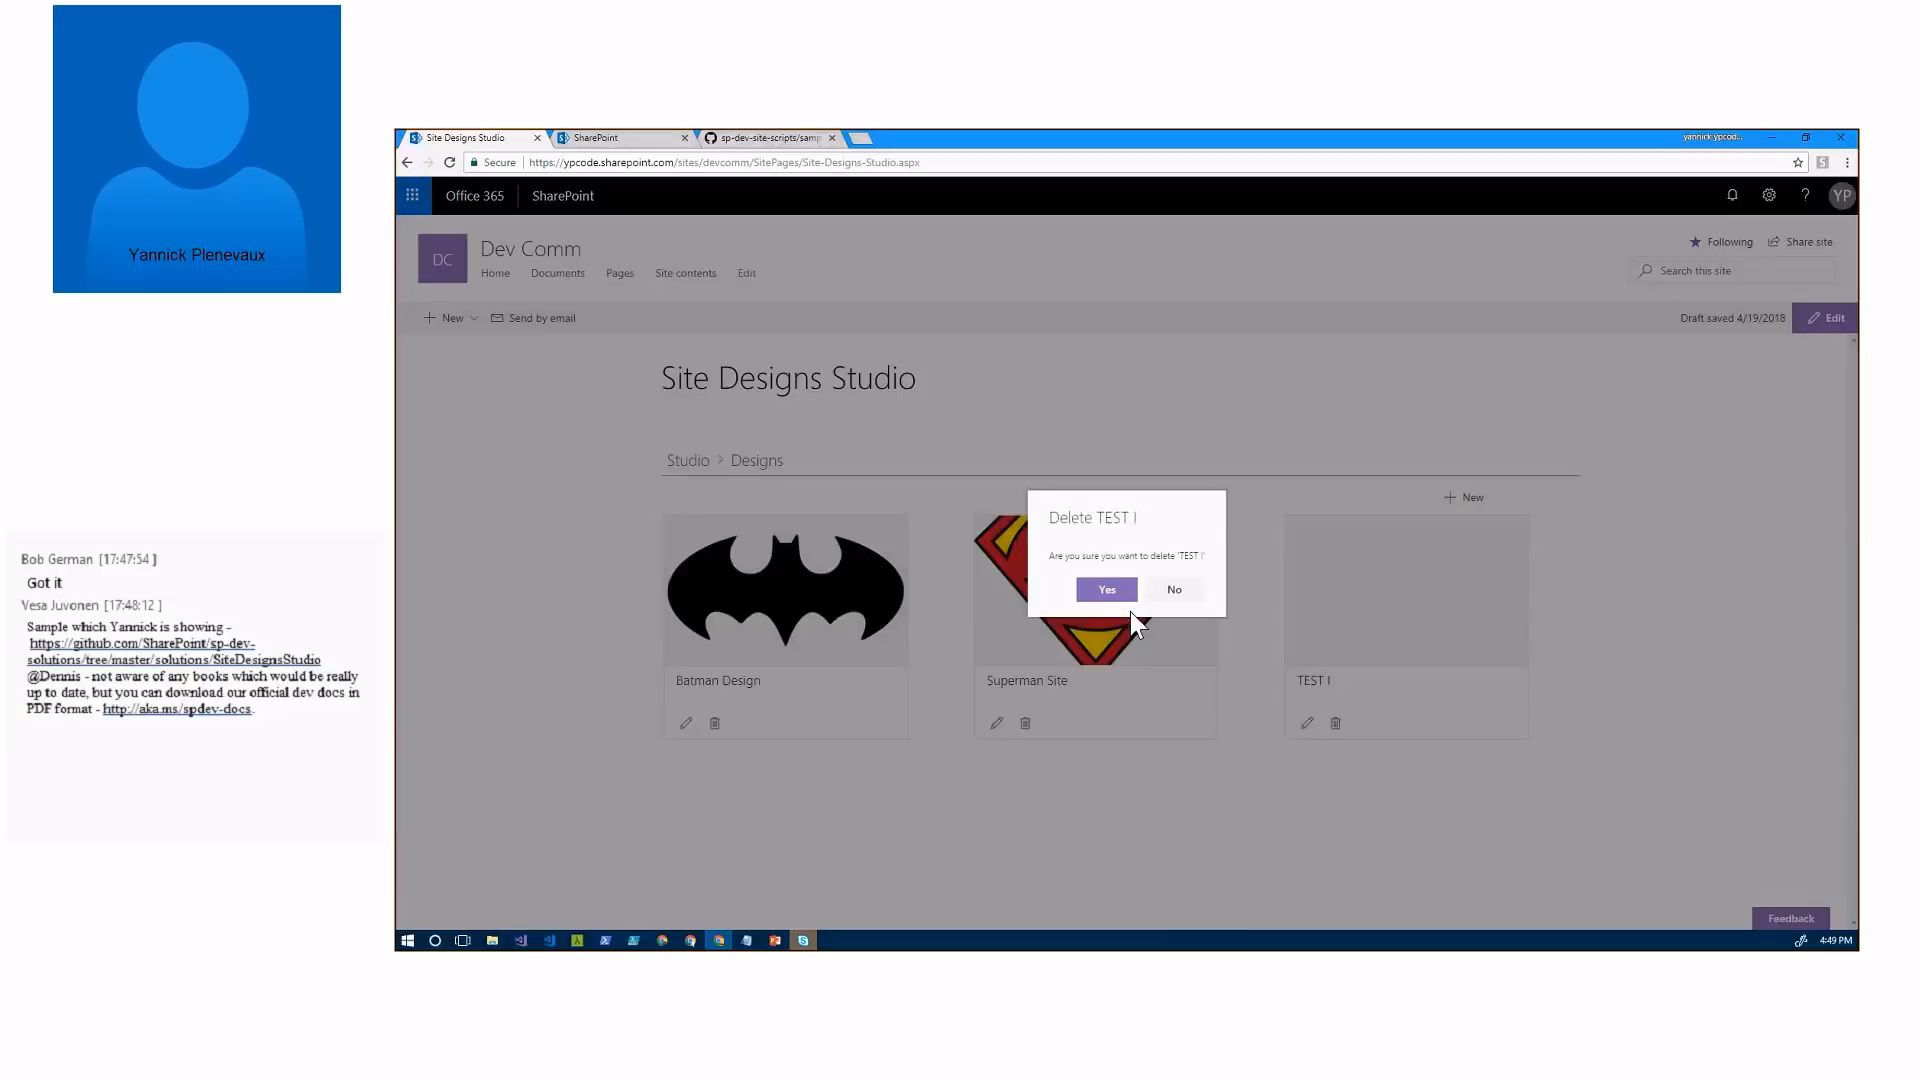 Yannick Plenevaux
Bob German [17:47:54 ]
Got it
Vesa Juvonen [17:48:12 ]
Sample which Yannick is showing -
https://github.com/SharePoint/sp-dev-
solutions/tree/master/solutions/SiteDesignsStudio
@Dennis - not aware of any books which would be really
up to date, but you can download our official dev docs in
PDF format - http://aka.ms/spdev-docs.
Site Designs Studio
SharePoint
sp-dev-site-scripts/samp
yannick ypcod...
Secure
https://ypcode.sharepoint.com/sites/devcomm/SitePages/Site-Designs-Studio.aspx
Office 365
SharePoint
?
YP
DC
Dev Comm
Home Documents Pages Site contents Edit
Following
Share site
Search this site
New
Send by email
Draft saved 4/19/2018
Edit
Site Designs Studio
Studio > Designs
New
Delete TEST I
Are you sure you want to delete 'TEST I'
Yes
No
Batman Design
Superman Site
TEST I
Feedback
4:49 PM